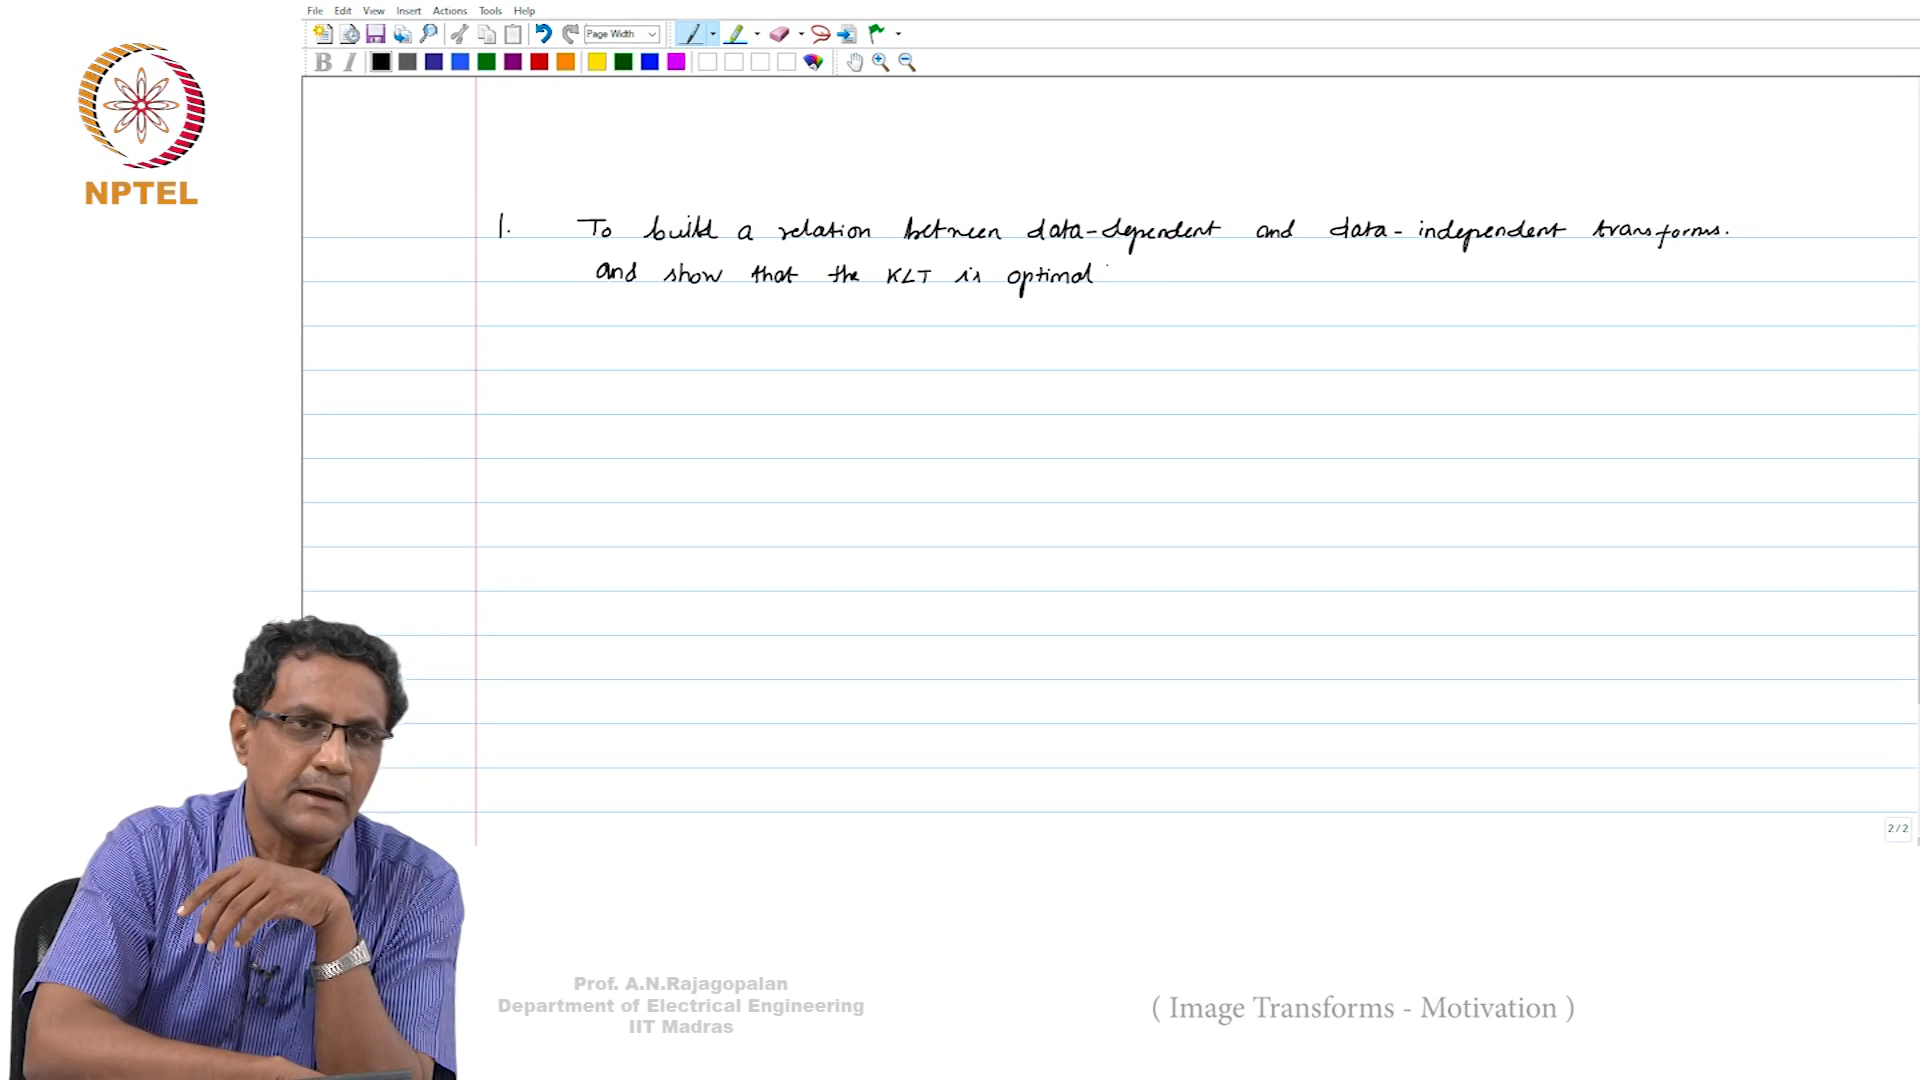 File Edit View Insert Actions Tools Help
Page Width
B I
NPTEL
1. To build a relation between data-dependent and data-independent transforms.
and show that the KLT is optimal
2/2
Prof. A.N.Rajagopalan
Department of Electrical Engineering
IIT Madras
( Image Transforms - Motivation )